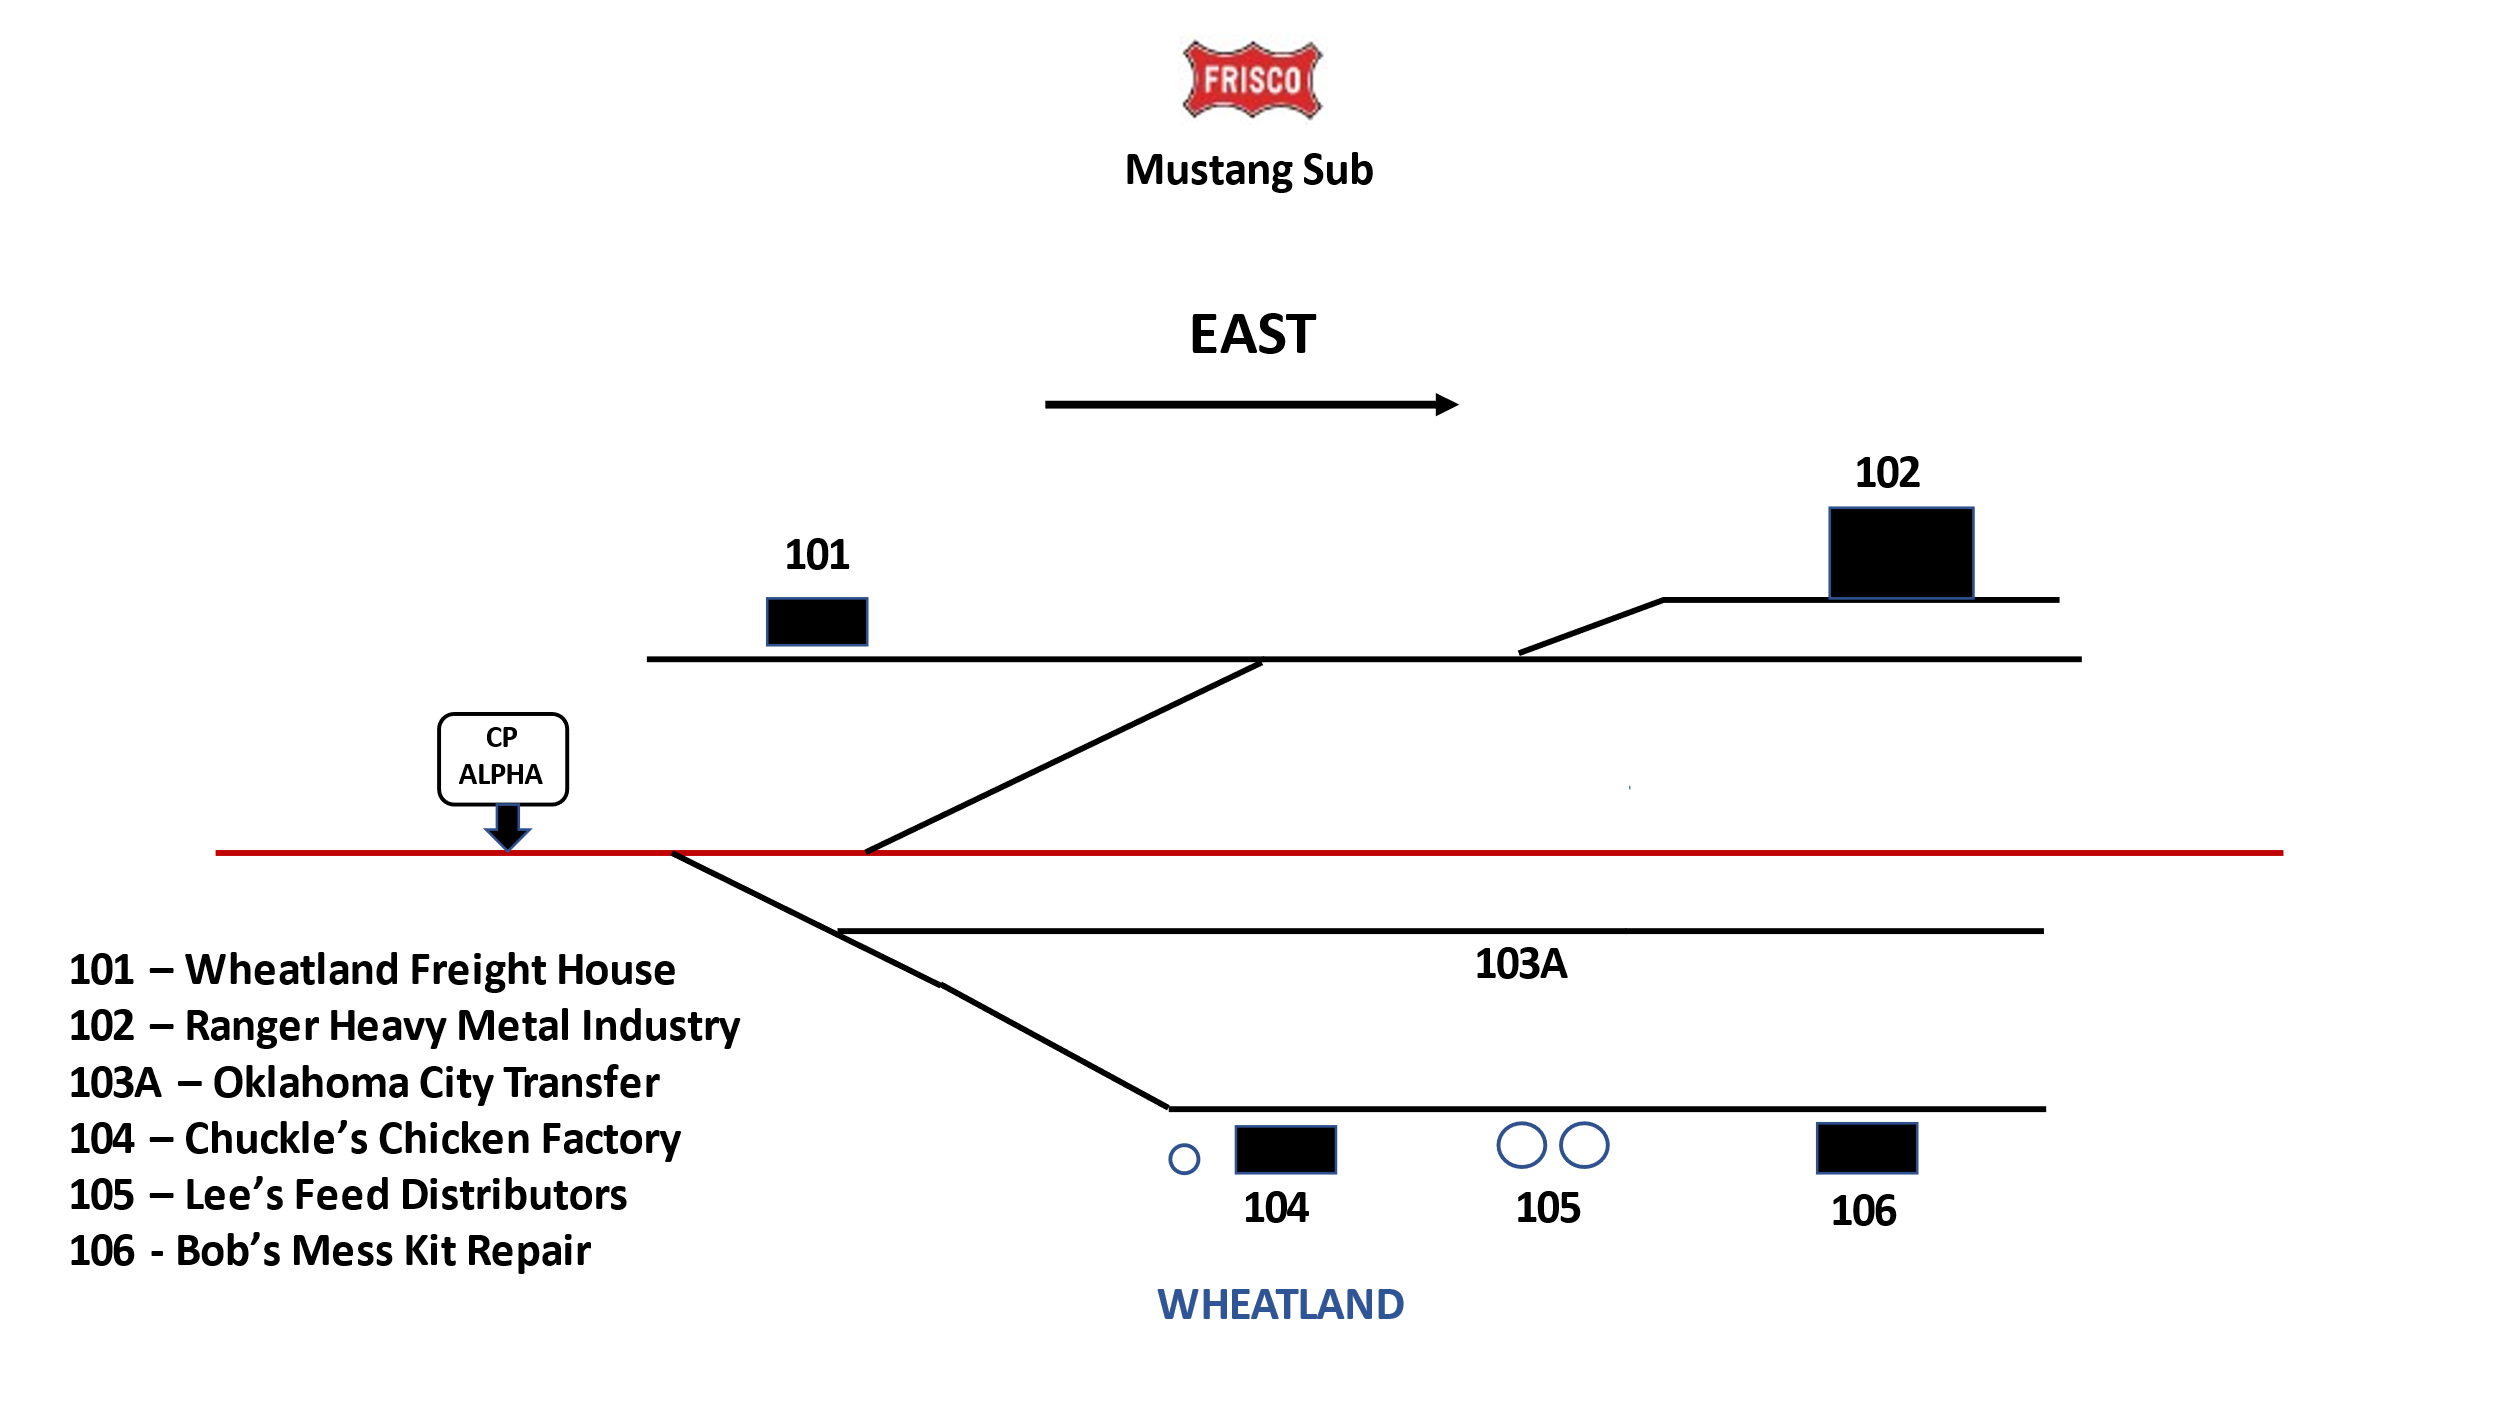 FRISCO
Mustang Sub
EAST
102
101
CP
ALPHA
103A
101 – Wheatland Freight House
102 – Ranger Heavy Metal Industry
103A – Oklahoma City Transfer
104 – Chuckle’s Chicken Factory
105 – Lee’s Feed Distributors
106 - Bob’s Mess Kit Repair
104
105
106
WHEATLAND